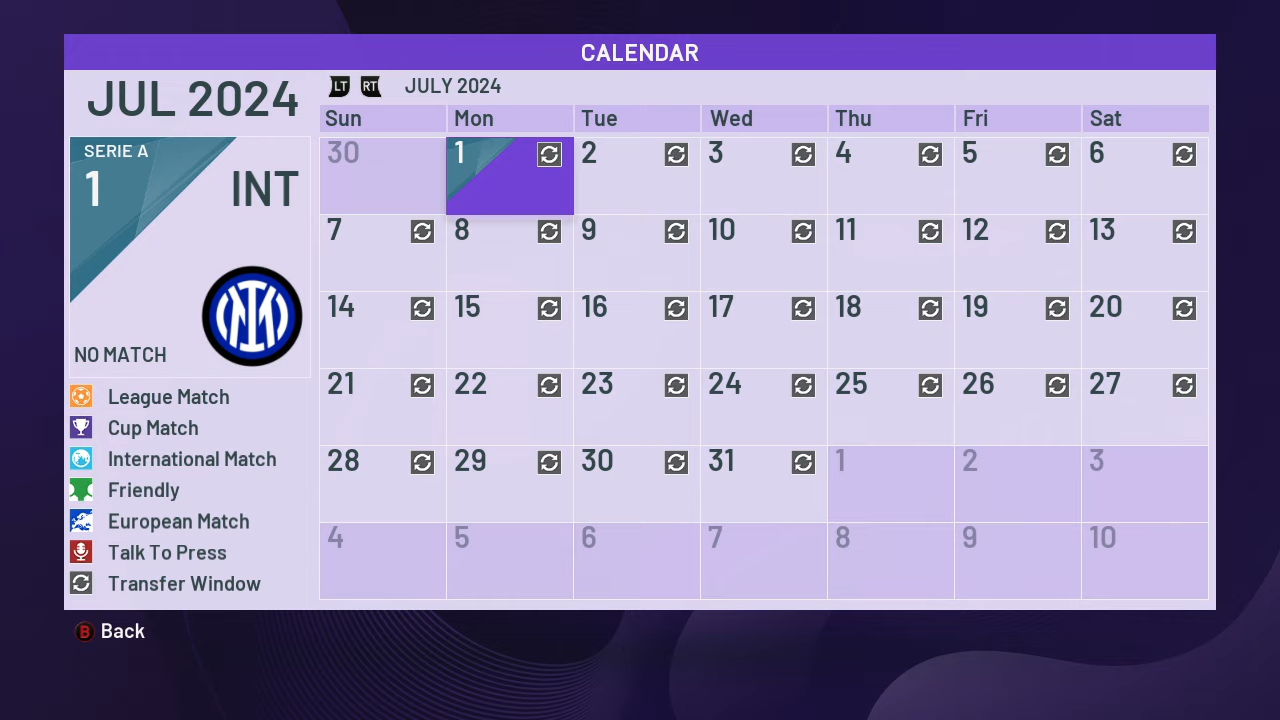 CALENDAR
JUL 2024
SERIE A
1
INT
NO MATCH
League Match
Cup Match
International Match
Friendly
European Match
Talk To Press
Transfer Window
LT RT JULY 2024
Sun Mon Tue Wed Thu Fri Sat
30 1 2 3 4 5 6
7 8 9 10 11 12 13
14 15 16 17 18 19 20
21 22 23 24 25 26 27
28 29 30 31 1 2 3
4 5 6 7 8 9 10
B Back